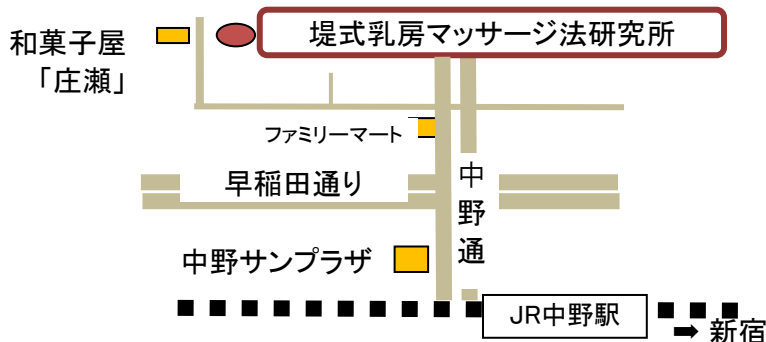 堤式乳房マッサージ法研究所
和菓子屋
「庄瀬」
ファミリーマート
早稲田通り
中野通
中野サンプラザ
JR中野駅
➡ 新宿